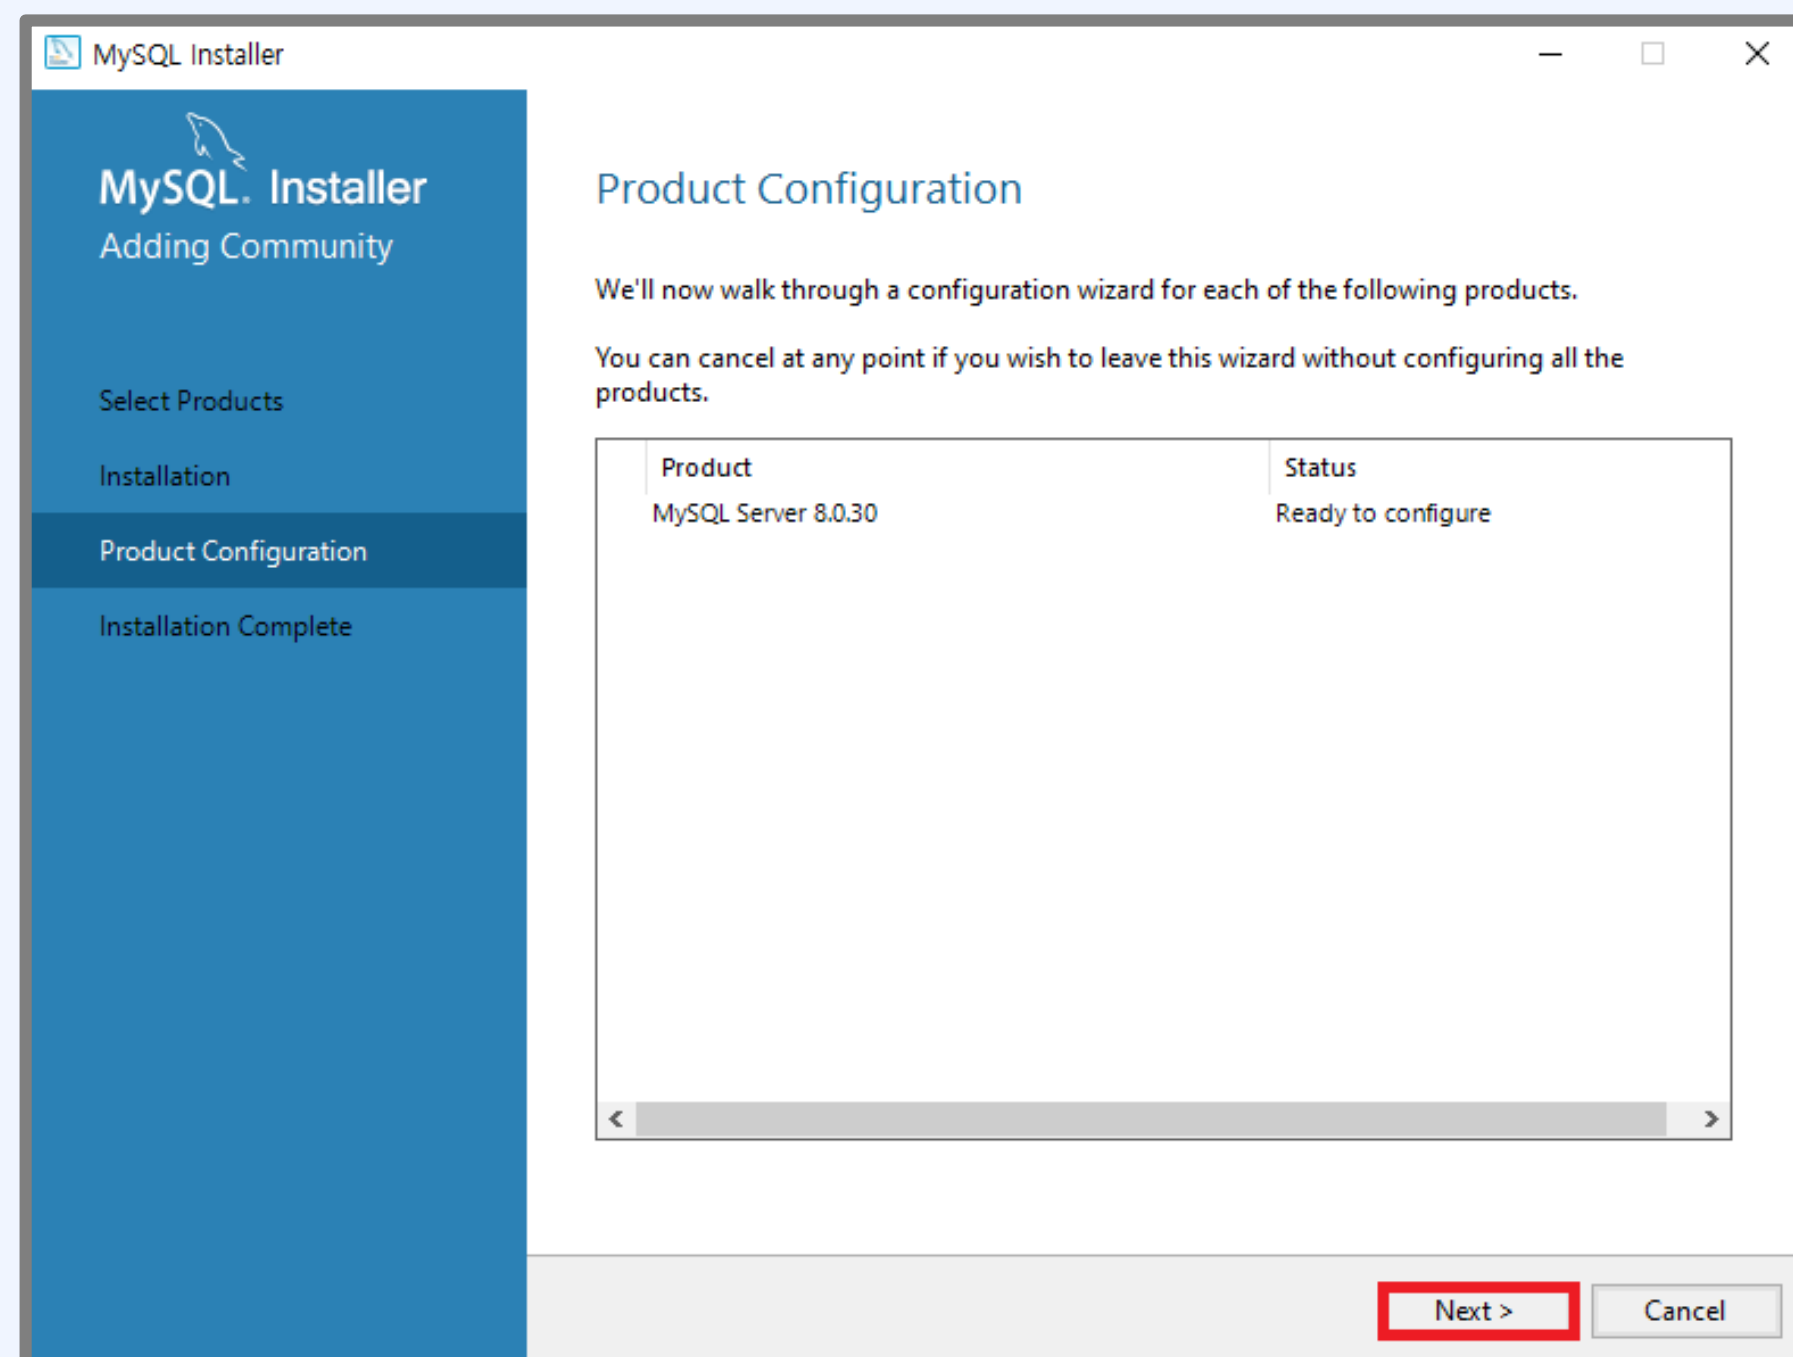 MySQL Installer
MySQL. Installer
Adding Community
Select Products
Installation
Product Configuration
Installation Complete
Product Configuration
We'll now walk through a configuration wizard for each of the following products.
You can cancel at any point if you wish to leave this wizard without configuring all the
products.
Product Status
MySQL Server 8.0.30 Ready to configure
Next > Cancel